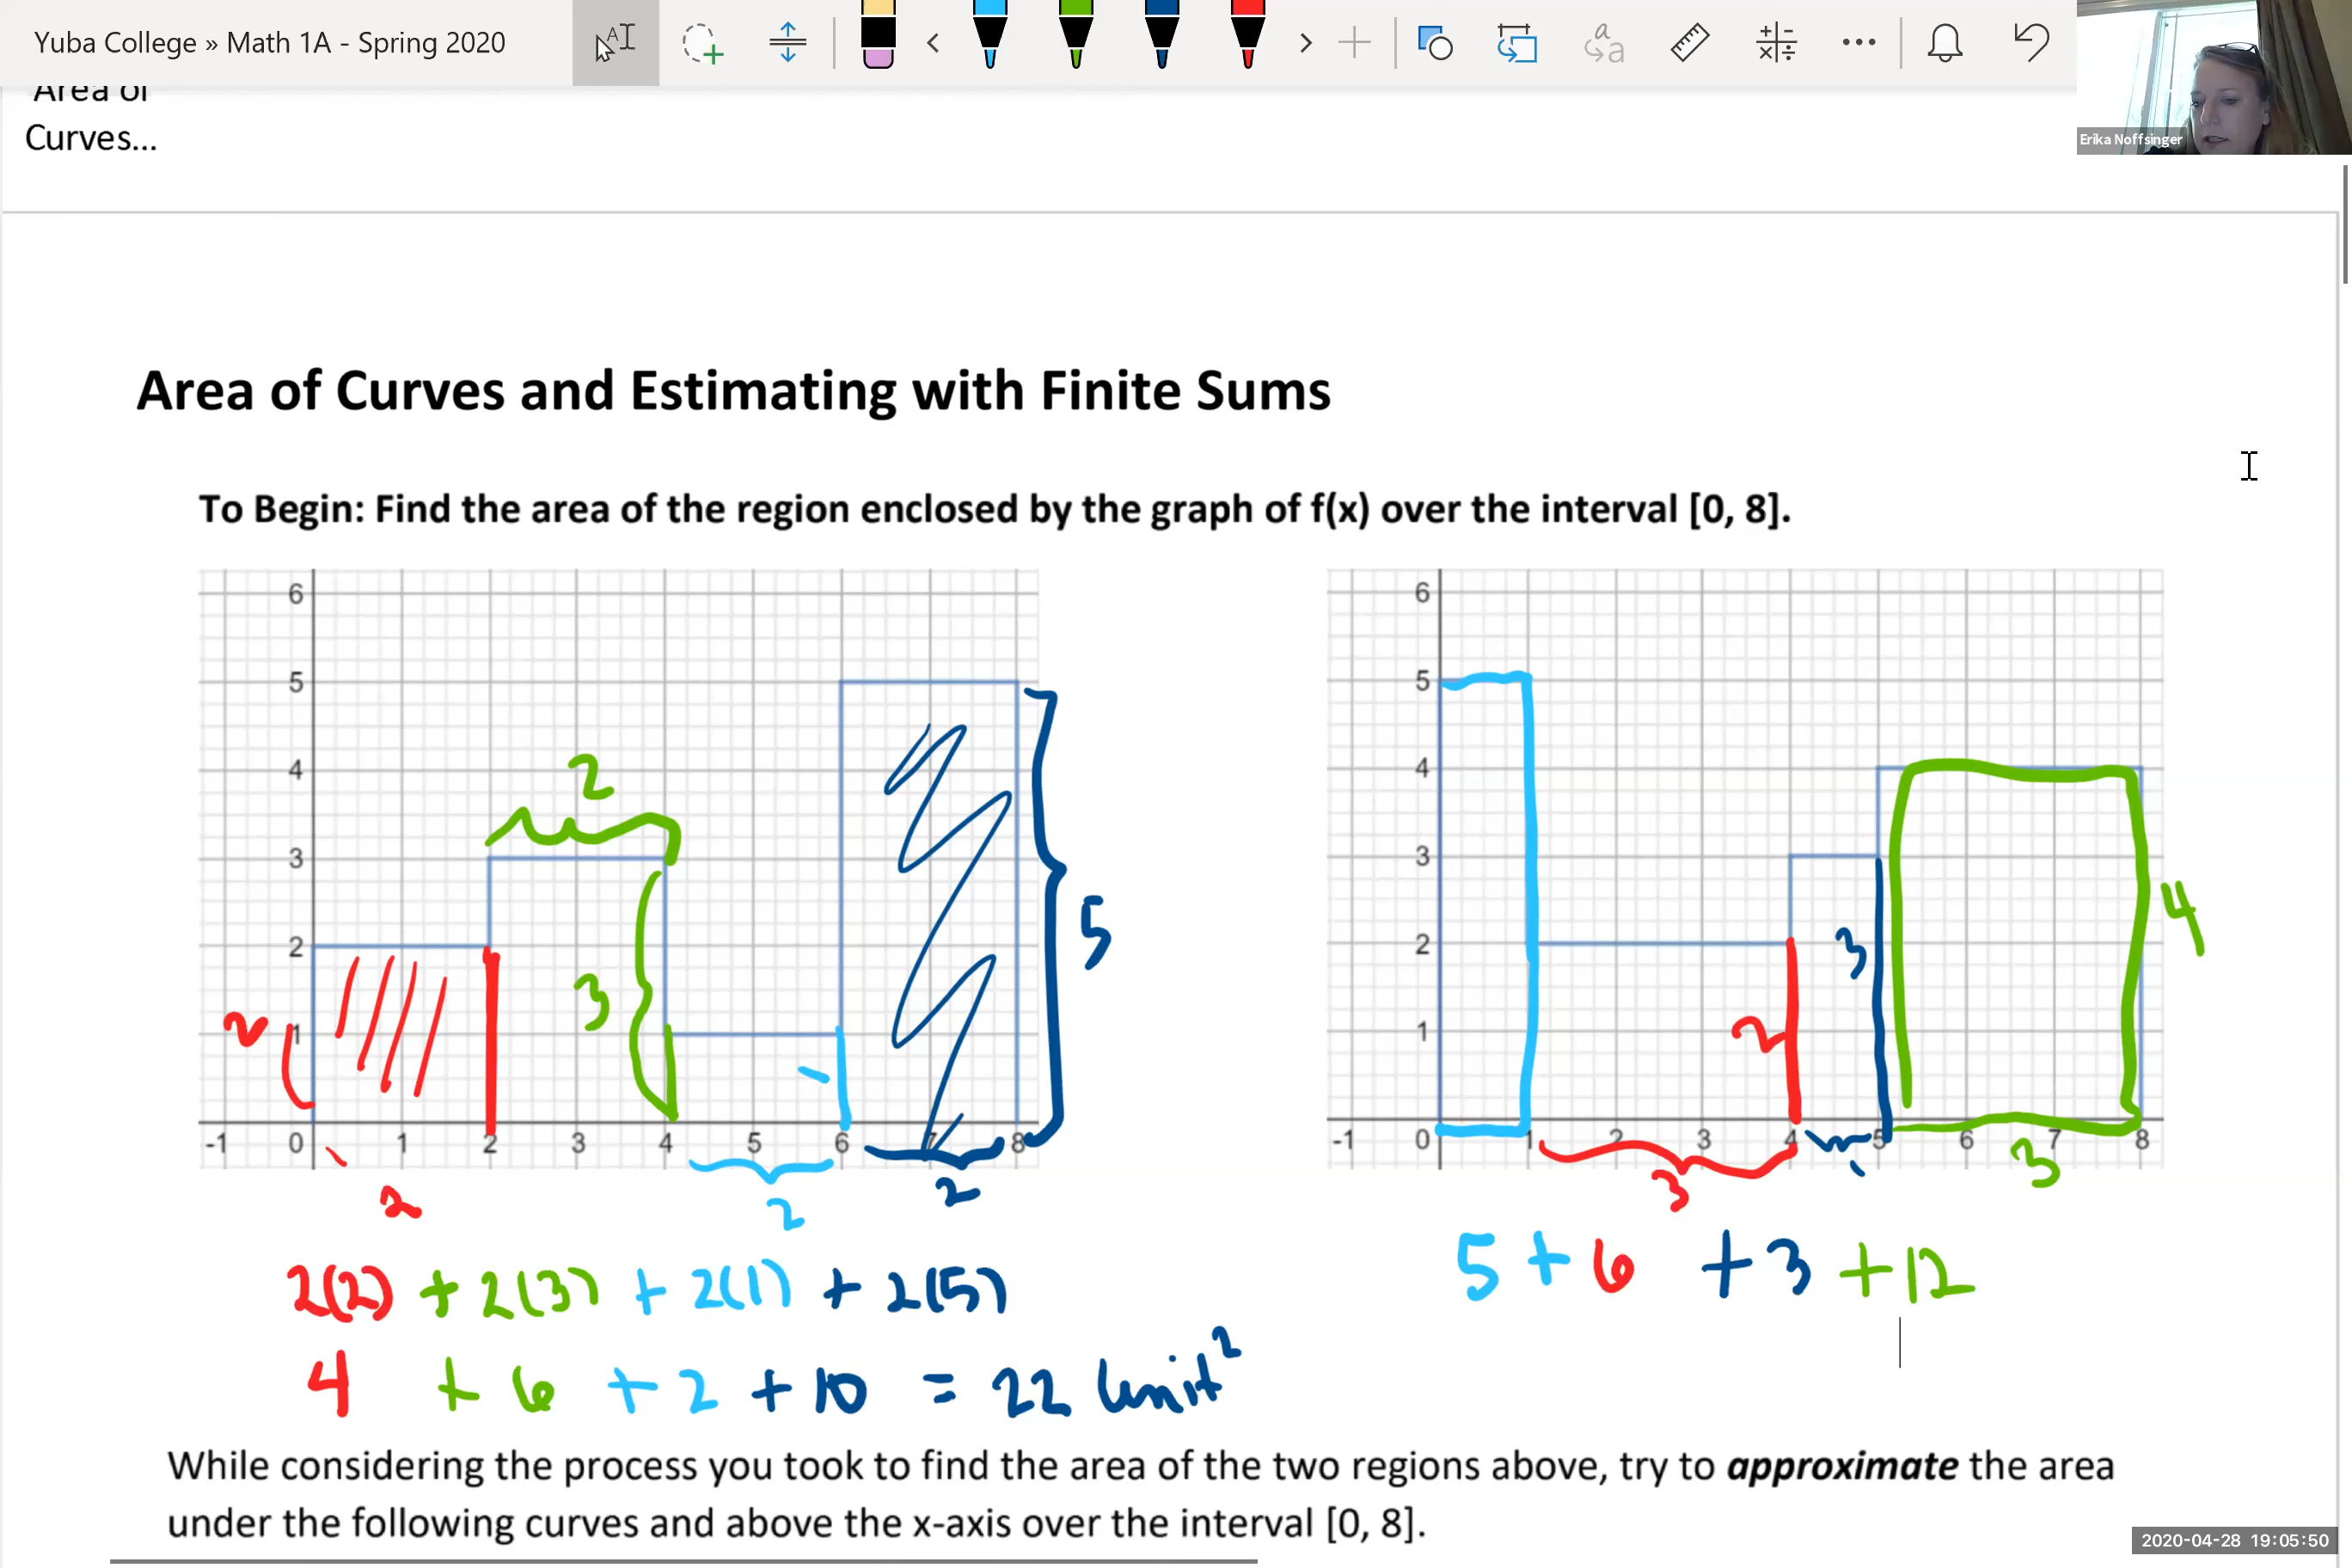 Yuba College » Math 1A - Spring 2020
Erika Noffsinger
Area of
Curves...
Area of Curves and Estimating with Finite Sums
To Begin: Find the area of the region enclosed by the graph of f(x) over the interval [0, 8].
6
5
4
3
2
1
-1 0 1 2 3 4 5 6 7 8
2
2
2
3
1
2
2
5
2(2) + 2(3) + 2(1) + 2(5)
4 + 6 + 2 + 10 = 22 unit²
6
5
4
3
2
1
-1 0 1 2 3 4 5 6 7 8
2
3
3
1
4
3
5 + 6 + 3 + 12
While considering the process you took to find the area of the two regions above, try to approximate the area
under the following curves and above the x-axis over the interval [0, 8].
2020-04-28 19:05:50